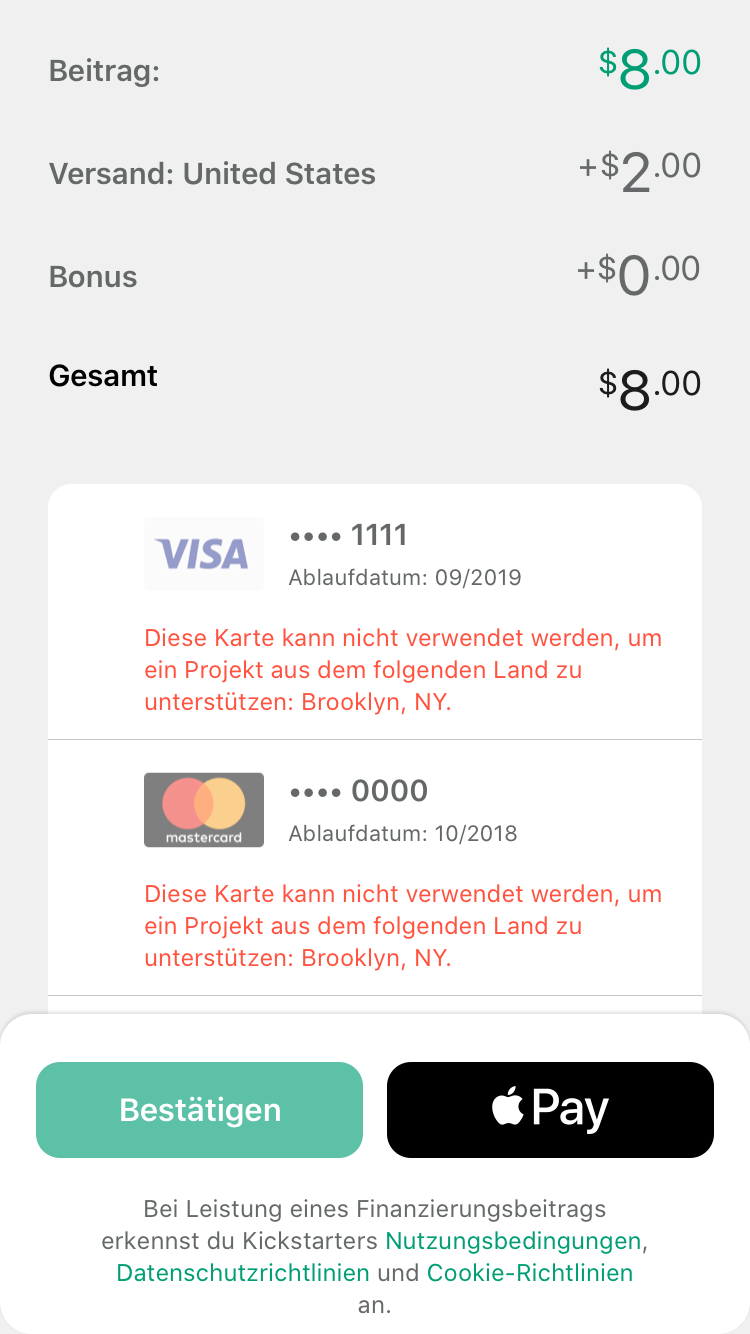 Beitrag: $8.00
Versand: United States +$2.00
Bonus +$0.00
Gesamt $8.00
VISA •••• 1111
Ablaufdatum: 09/2019
Diese Karte kann nicht verwendet werden, um
ein Projekt aus dem folgenden Land zu
unterstützen: Brooklyn, NY.
•••• 0000
mastercard Ablaufdatum: 10/2018
Diese Karte kann nicht verwendet werden, um
ein Projekt aus dem folgenden Land zu
unterstützen: Brooklyn, NY.
Bestätigen Pay
Bei Leistung eines Finanzierungsbeitrags
erkennst du Kickstarters Nutzungsbedingungen,
Datenschutzrichtlinien und Cookie-Richtlinien
an.